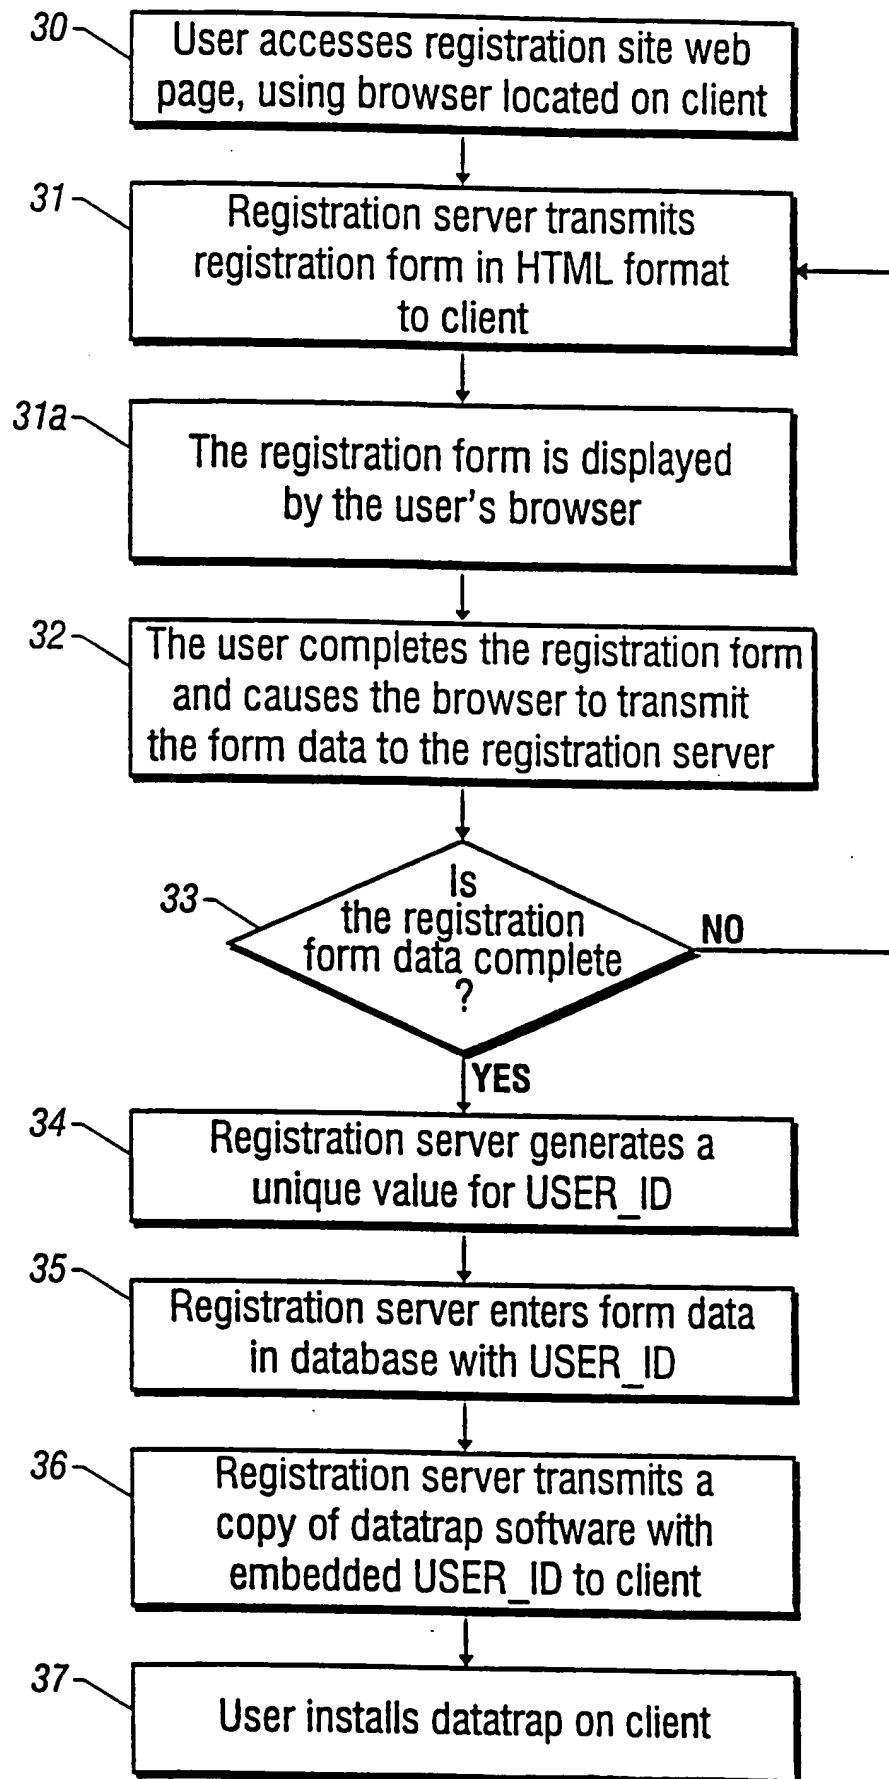 30
User accesses registration site web
page, using browser located on client
31
Registration server transmits
registration form in HTML format
to client
31a
The registration form is displayed
by the user's browser
32
The user completes the registration form
and causes the browser to transmit
the form data to the registration server
33
Is
the registration
form data complete
?
NO
YES
34
Registration server generates a
unique value for USER_ID
35
Registration server enters form data
in database with USER_ID
36
Registration server transmits a
copy of datatrap software with
embedded USER_ID to client
37
User installs datatrap on client